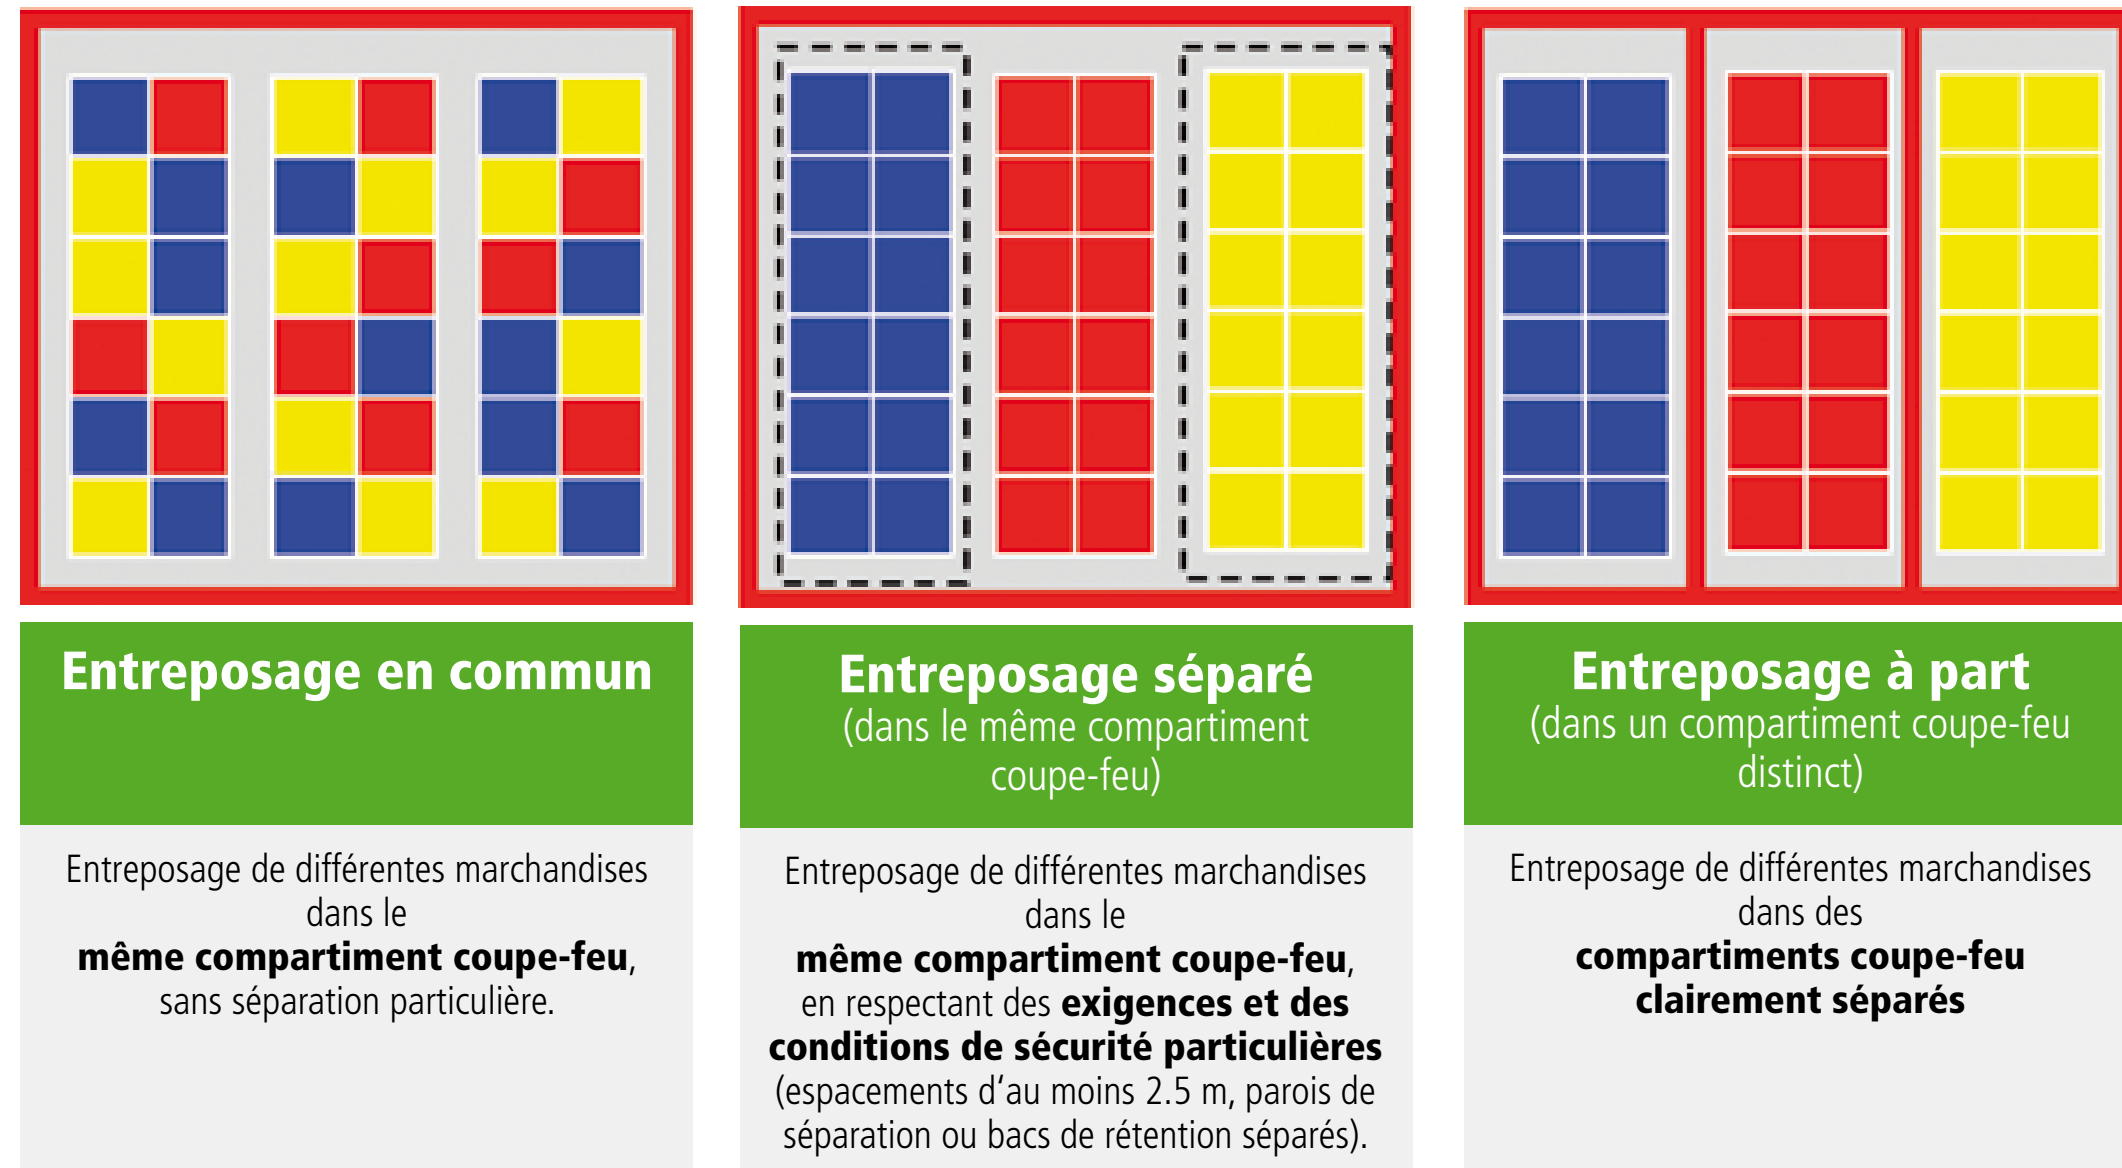 Entreposage en commun
Entreposage de différentes marchandises
dans le
même compartiment coupe-feu,
sans séparation particulière.
Entreposage séparé
(dans le même compartiment
coupe-feu)
Entreposage de différentes marchandises
dans le
même compartiment coupe-feu,
en respectant des exigences et des
conditions de sécurité particulières
(espacements d‘au moins 2.5 m, parois de
séparation ou bacs de rétention séparés).
Entreposage à part
(dans un compartiment coupe-feu
distinct)
Entreposage de différentes marchandises
dans des
compartiments coupe-feu
clairement séparés